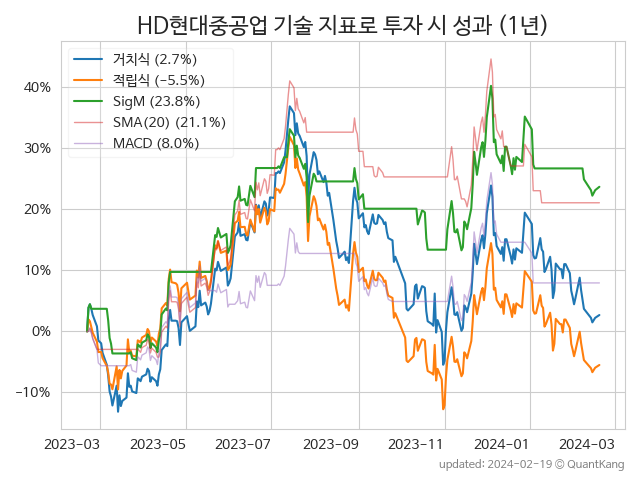 HD현대중공업 기술 지표로 투자 시 성과 (1년)
거치식 (2.7%)
적립식 (−5.5%)
SigM (23.8%)
SMA(20) (21.1%)
MACD (8.0%)
40%
30%
20%
10%
0%
−10%
2023-03 2023-05 2023-07 2023-09 2023-11 2024-01 2024-03
updated: 2024-02-19 © QuantKang